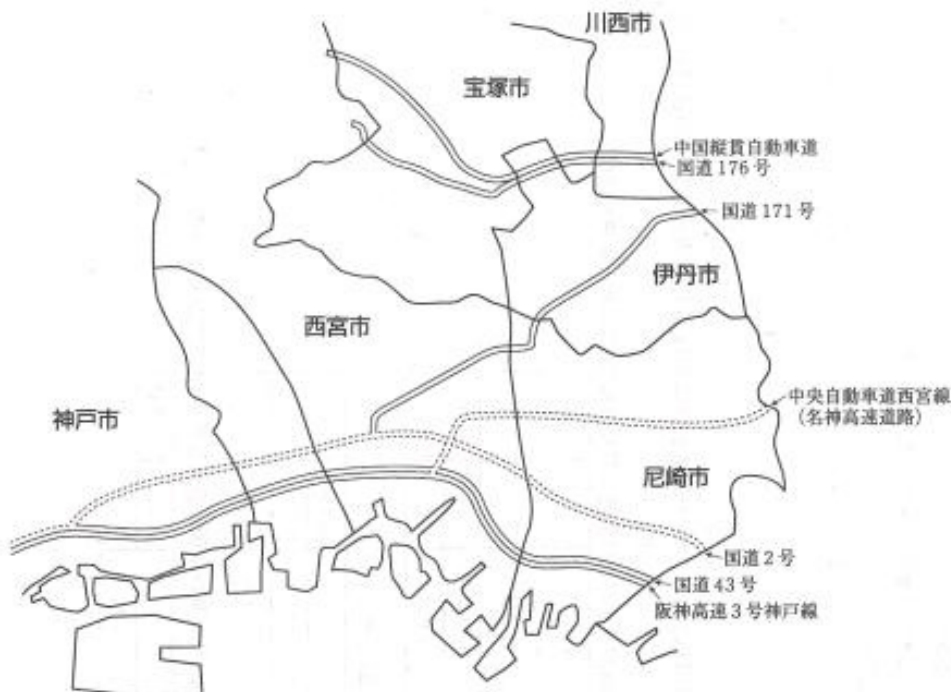 川西市
宝塚市
中国縦貫自動車道
国道176号
国道171号
伊丹市
西宮市
中央自動車道西宮線
(名神高速道路)
神戸市
尼崎市
国道2号
国道43号
阪神高速3号神戸線